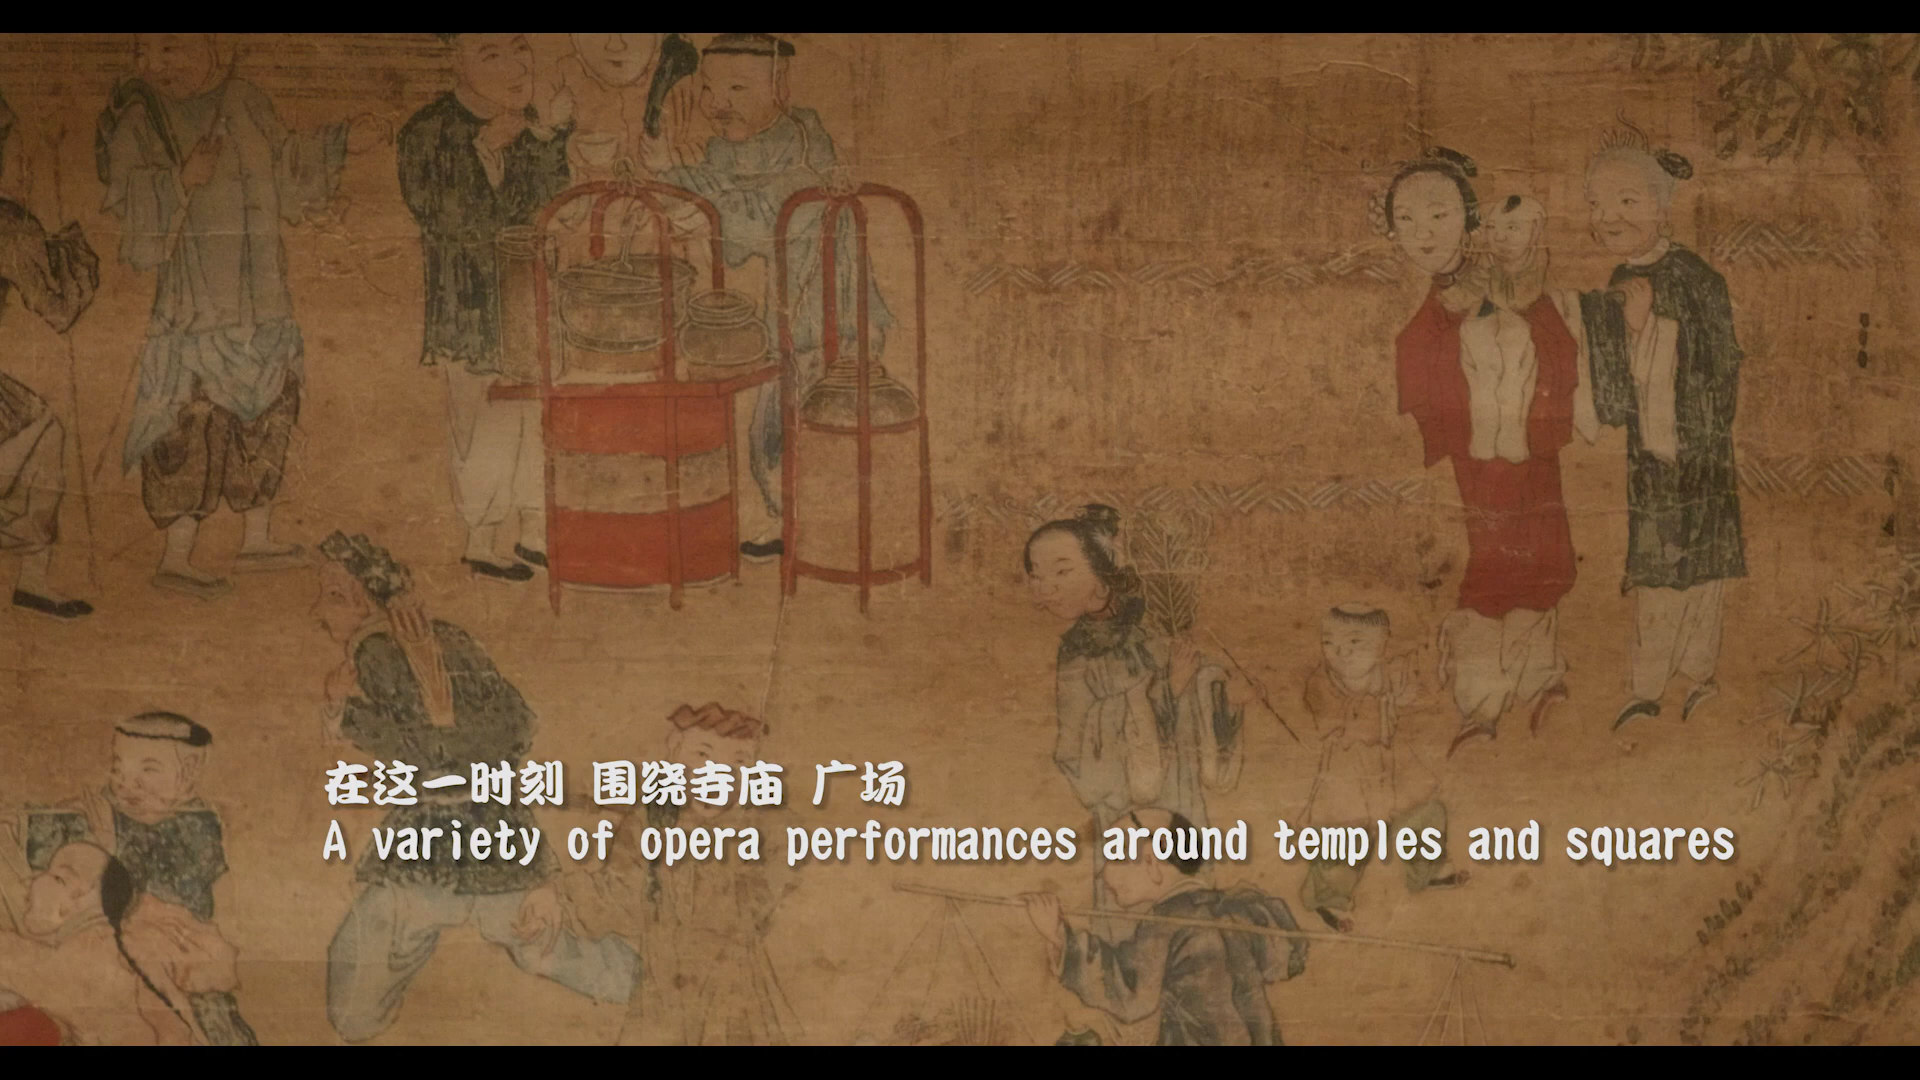 在这一时刻 围绕寺庙 广场
A variety of opera performances around temples and squares